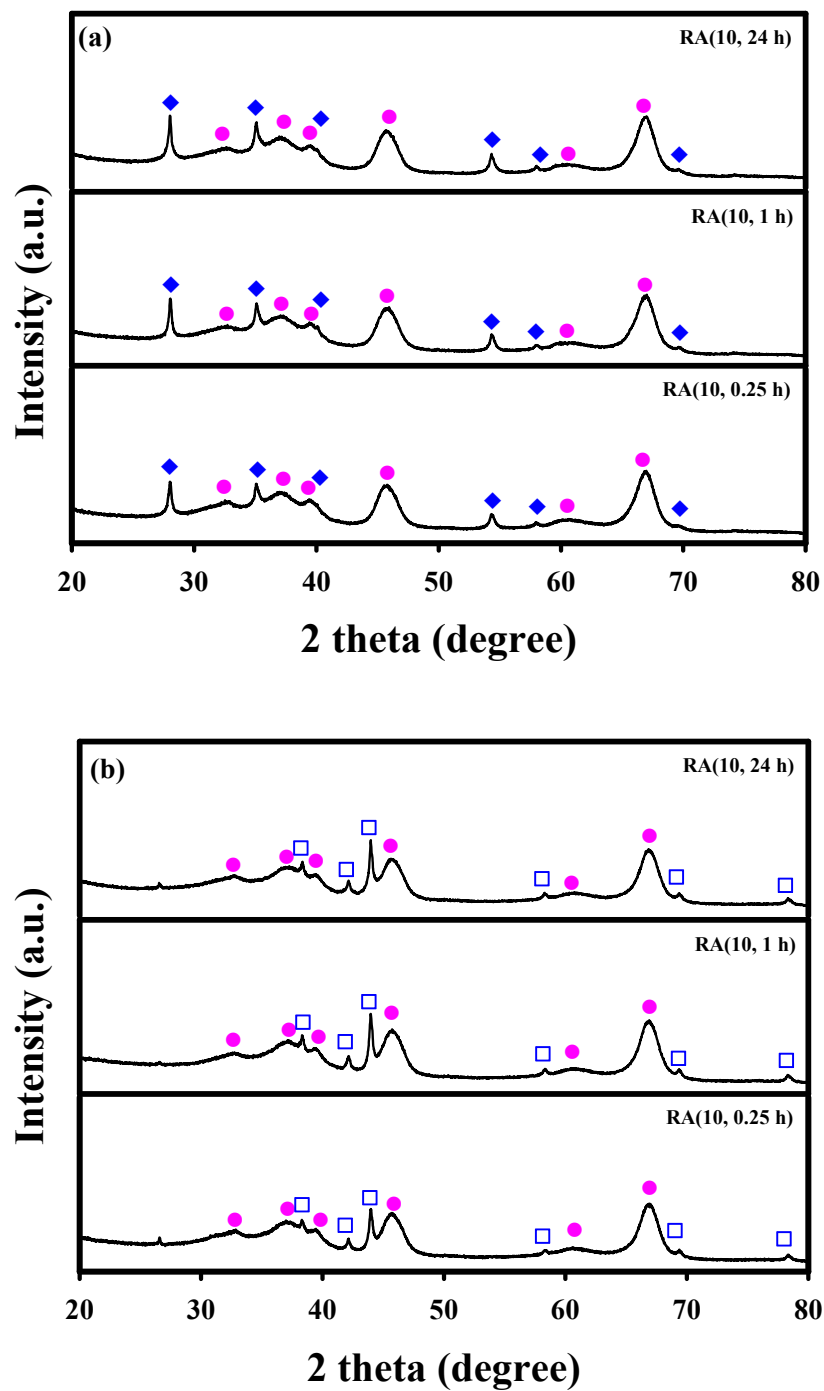 (a)
RA(10, 24 h)
RA(10, 1 h)
RA(10, 0.25 h)
Intensity (a.u.)
20 30 40 50 60 70 80
2 theta (degree)
(b)
RA(10, 24 h)
RA(10, 1 h)
RA(10, 0.25 h)
Intensity (a.u.)
20 30 40 50 60 70 80
2 theta (degree)